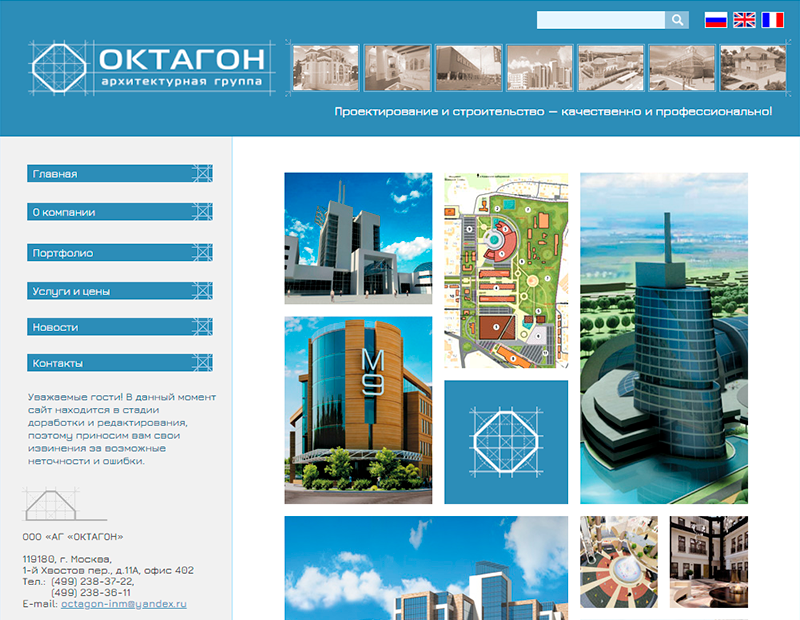 ОКТАГОН
архитектурная группа
Проектирование и строительство — качественно и профессионально!
Главная
О компании
Портфолио
Услуги и цены
Новости
Контакты
Уважаемые гости! В данный момент
сайт находится в стадии
доработки и редактирования,
поэтому приносим вам свои
извинения за возможные
неточности и ошибки.
ООО «АГ «ОКТАГОН»
119180, г. Москва,
1-й Хвостов пер., д.11А, офис 402
Тел.: (499) 238-37-22,
(499) 238-36-11
E-mail: octagon-inm@yandex.ru
M
9